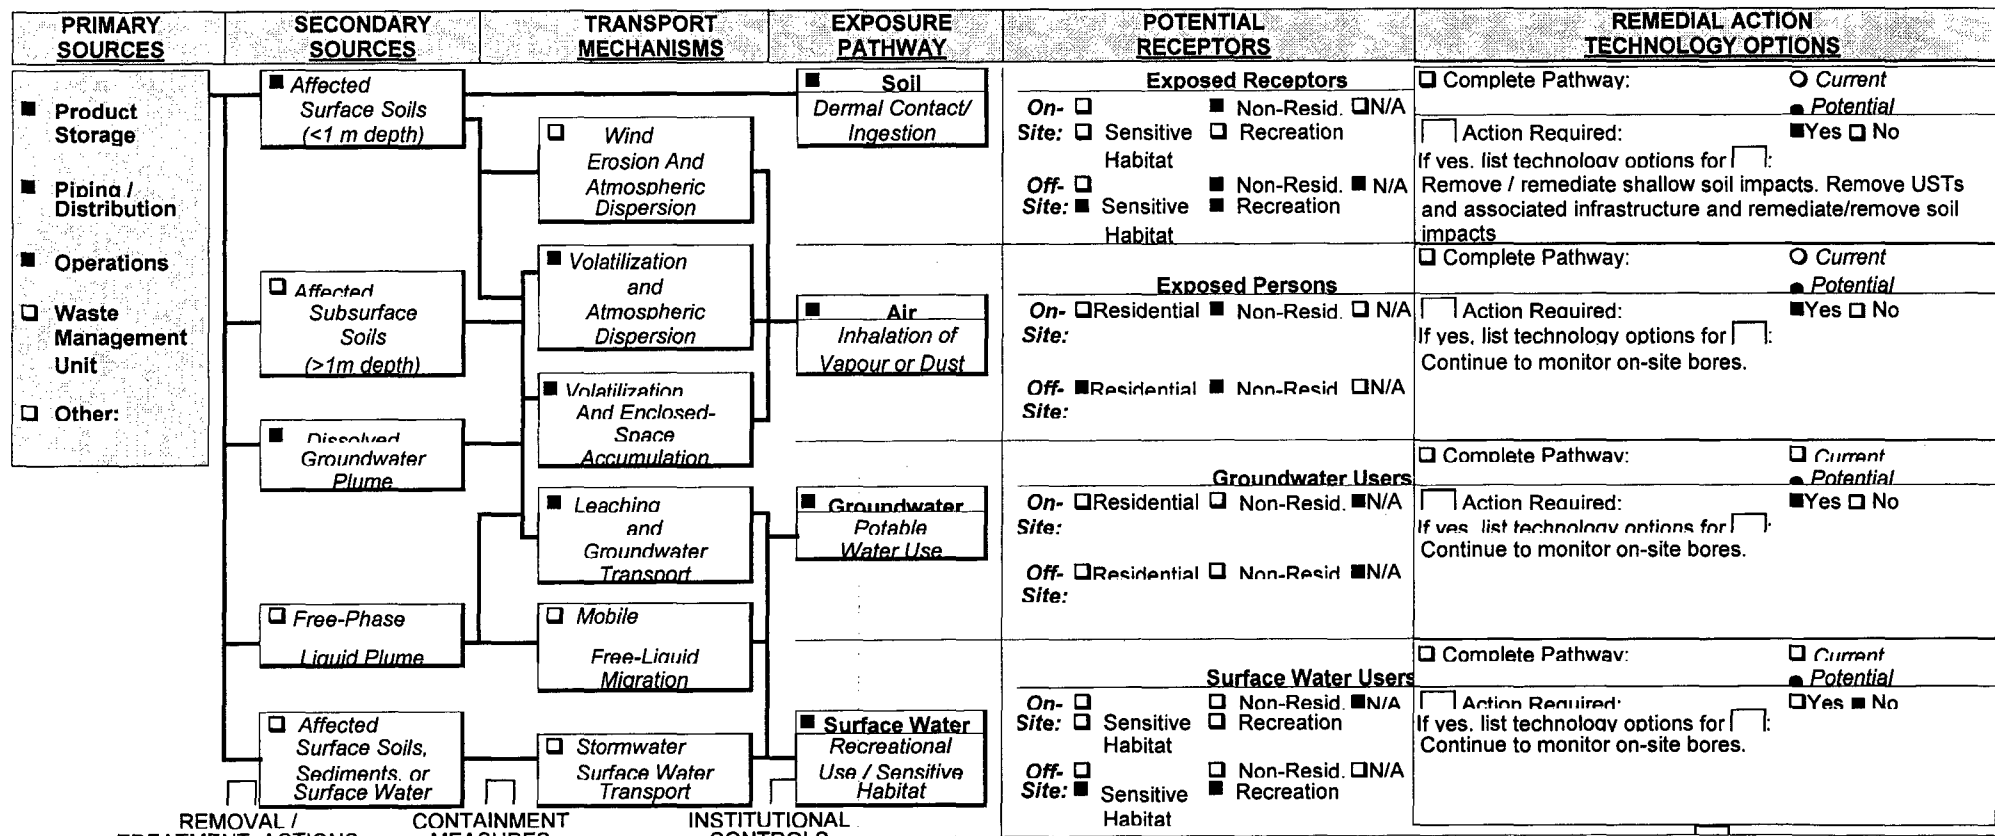 PRIMARY
SOURCES
SECONDARY
SOURCES
TRANSPORT
MECHANISMS
EXPOSURE
PATHWAY
POTENTIAL
RECEPTORS
REMEDIAL ACTION
TECHNOLOGY OPTIONS
■ Product
Storage
■ Piping /
Distribution
■ Operations
☐ Waste
Management
Unit
☐ Other:
■ Affected
Surface Soils
(<1 m depth)
☐ Affected
Subsurface
Soils
(>1m depth)
■ Dissolved
Groundwater
Plume
☐ Free-Phase
Liquid Plume
☐ Affected
Surface Soils,
Sediments, or
Surface Water
☐ Wind
Erosion And
Atmospheric
Dispersion
■ Volatilization
and
Atmospheric
Dispersion
■ Volatilization
And Enclosed-
Space
Accumulation
■ Leaching
and
Groundwater
Transport
☐ Mobile
Free-Liquid
Migration
☐ Stormwater
Surface Water
Transport
■ Soil
Dermal Contact/
Ingestion
■ Air
Inhalation of
Vapour or Dust
■ Groundwater
Potable
Water Use
■ Surface Water
Recreational
Use / Sensitive
Habitat
Exposed Receptors
On- ☐ ■ Non-Resid. ☐N/A
Site: ☐ Sensitive ☐ Recreation
Habitat
Off- ☐ ■ Non-Resid. ■ N/A
Site: ■ Sensitive ■ Recreation
Habitat
Exposed Persons
On- ☐Residential ■ Non-Resid. ☐ N/A
Site:
Off- ■Residential ■ Non-Resid. ☐N/A
Site:
Groundwater Users
On- ☐Residential ☐ Non-Resid. ■N/A
Site:
Off- ☐Residential ☐ Non-Resid ■N/A
Site:
Surface Water Users
On- ☐ ☐ Non-Resid. ■N/A
Site: ☐ Sensitive ☐ Recreation
Habitat
Off- ☐ ☐ Non-Resid. ☐N/A
Site: ■ Sensitive ■ Recreation
Habitat
☐ Complete Pathway: ○ Current
● Potential
Action Required: ■Yes ☐ No
If yes, list technology options for :
Remove / remediate shallow soil impacts. Remove USTs
and associated infrastructure and remediate/remove soil
impacts
☐ Complete Pathway: ○ Current
● Potential
Action Required: ■Yes ☐ No
If yes, list technology options for :
Continue to monitor on-site bores.
☐ Complete Pathway: ☐ Current
● Potential
Action Required: ■Yes ☐ No
If yes, list technology options for :
Continue to monitor on-site bores.
☐ Complete Pathway: ☐ Current
● Potential
Action Required: ☐Yes ■ No
If yes, list technology options for :
Continue to monitor on-site bores.
REMOVAL /
TREATMENT ACTIONS
CONTAINMENT
MEASURES
INSTITUTIONAL
CONTROLS